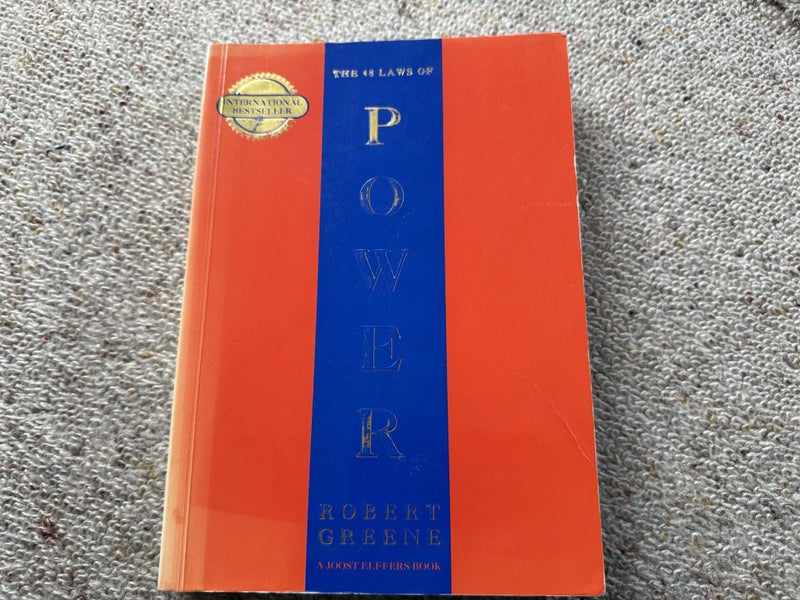 THE 48 LAWS OF
INTERNATIONAL
BESTSELLER
P
O
W
E
R
ROBERT
GREENE
A JOOST ELFFERS BOOK